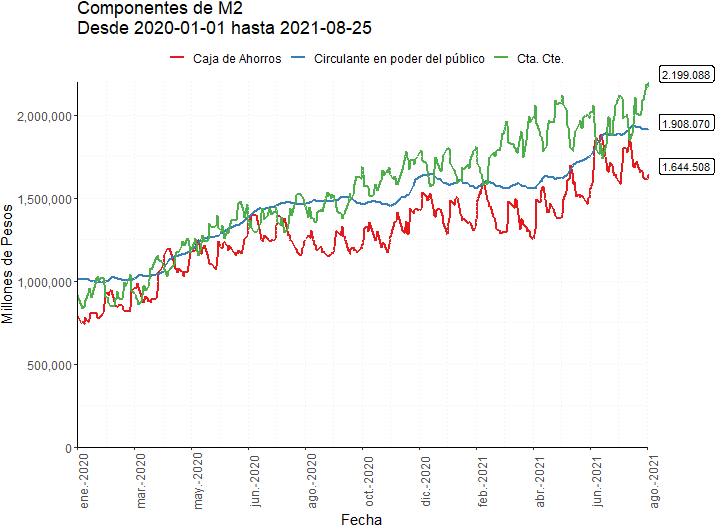 Componentes de M2
Desde 2020-01-01 hasta 2021-08-25
Caja de Ahorros Circulante en poder del público Cta. Cte.
2.199.088
1.908.070
1.644.508
Millones de Pesos
2,000,000
1,500,000
1,000,000
500,000
0
ene.-2020 mar.-2020 may.-2020 jun.-2020 ago.-2020 oct.-2020 dic.-2020 feb.-2021 abr.-2021 jun.-2021 ago.-2021
Fecha